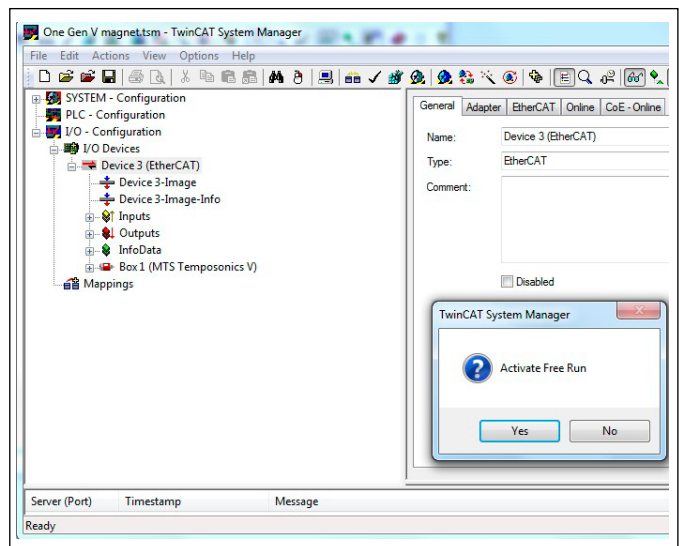 One Gen V magnet.tsm - TwinCAT System Manager
File Edit Actions View Options Help
SYSTEM - Configuration
PLC - Configuration
I/O - Configuration
I/O Devices
Device 3 (EtherCAT)
Device 3-Image
Device 3-Image-Info
Inputs
Outputs
InfoData
Box 1 (MTS Temposonics V)
Mappings
General Adapter EtherCAT Online CoE - Online
Name: Device 3 (EtherCAT)
Type: EtherCAT
Comment:
Disabled
TwinCAT System Manager
Activate Free Run
Yes No
Server (Port) Timestamp Message
Ready